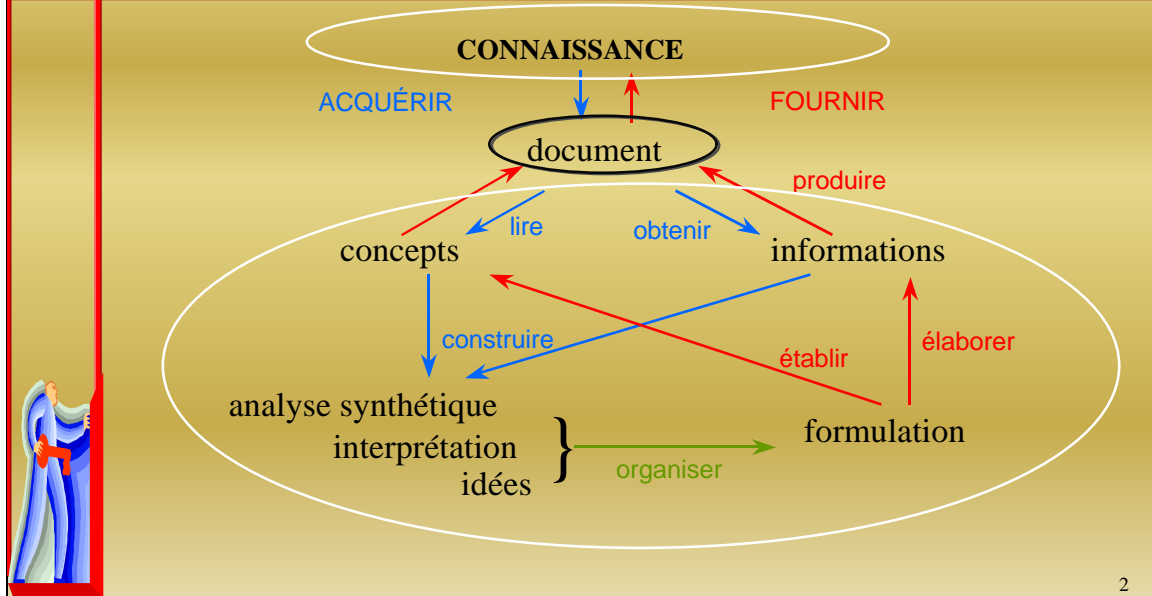 CONNAISSANCE
ACQUÉRIR
FOURNIR
document
produire
lire
obtenir
concepts
informations
construire
établir
élaborer
analyse synthétique
interprétation
idées
organiser
formulation
2